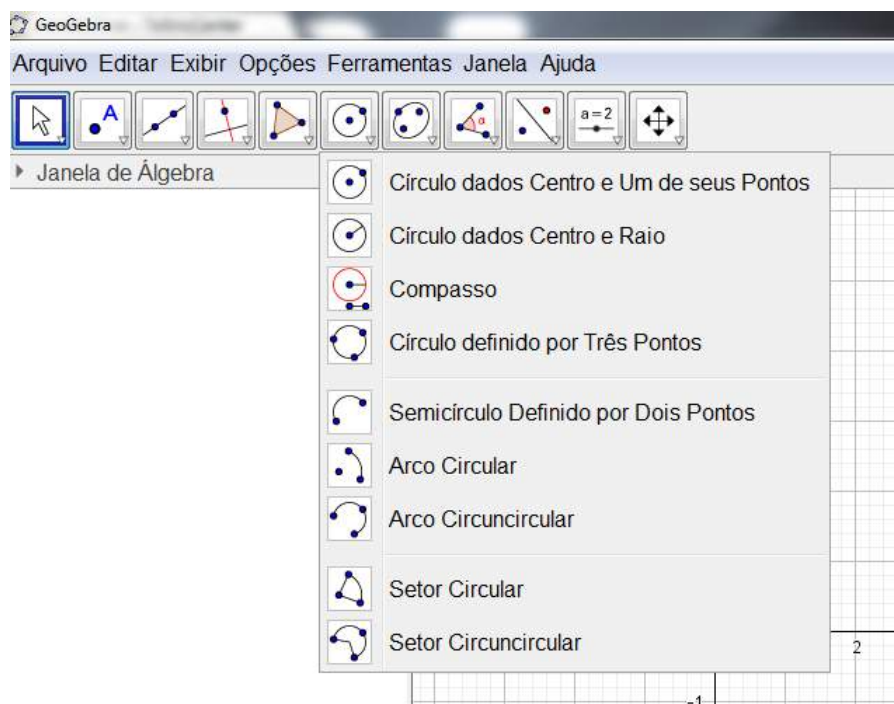 GeoGebra
Arquivo Editar Exibir Opções Ferramentas Janela Ajuda
A α a=2
Janela de Álgebra
Círculo dados Centro e Um de seus Pontos
Círculo dados Centro e Raio
Compasso
Círculo definido por Três Pontos
Semicírculo Definido por Dois Pontos
Arco Circular
Arco Circuncircular
Setor Circular
Setor Circuncircular
2
-1